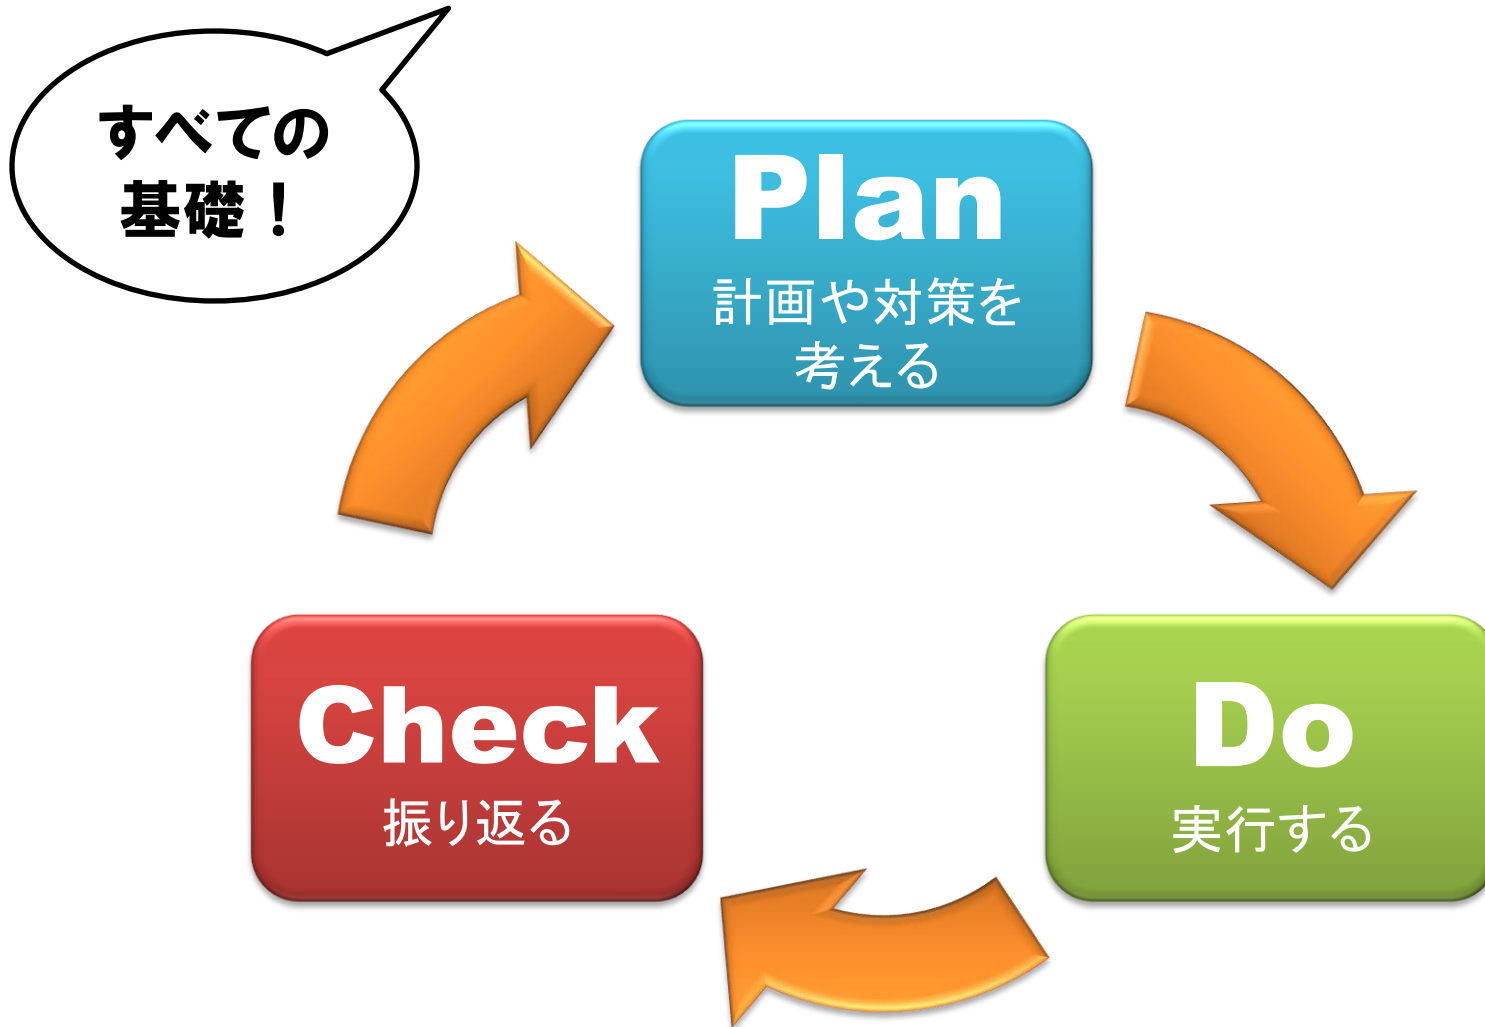 すべての
基礎！
Plan
計画や対策を
考える
Do
実行する
Check
振り返る